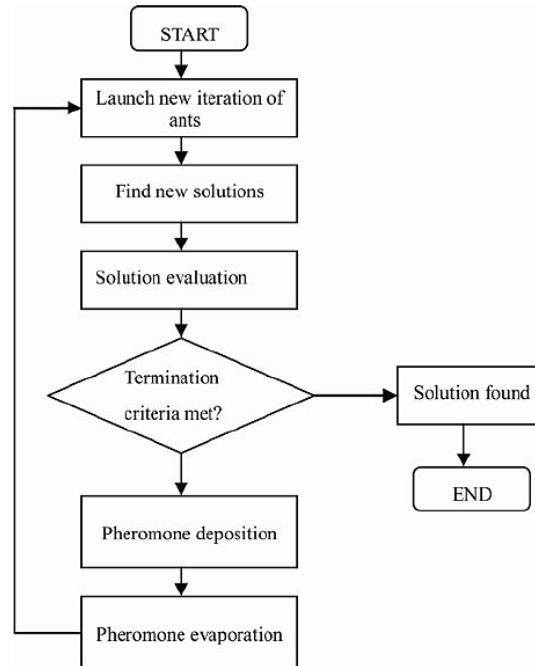 START
Launch new iteration of
ants
Find new solutions
Solution evaluation
Termination
criteria met?
Solution found
END
Pheromone deposition
Pheromone evaporation